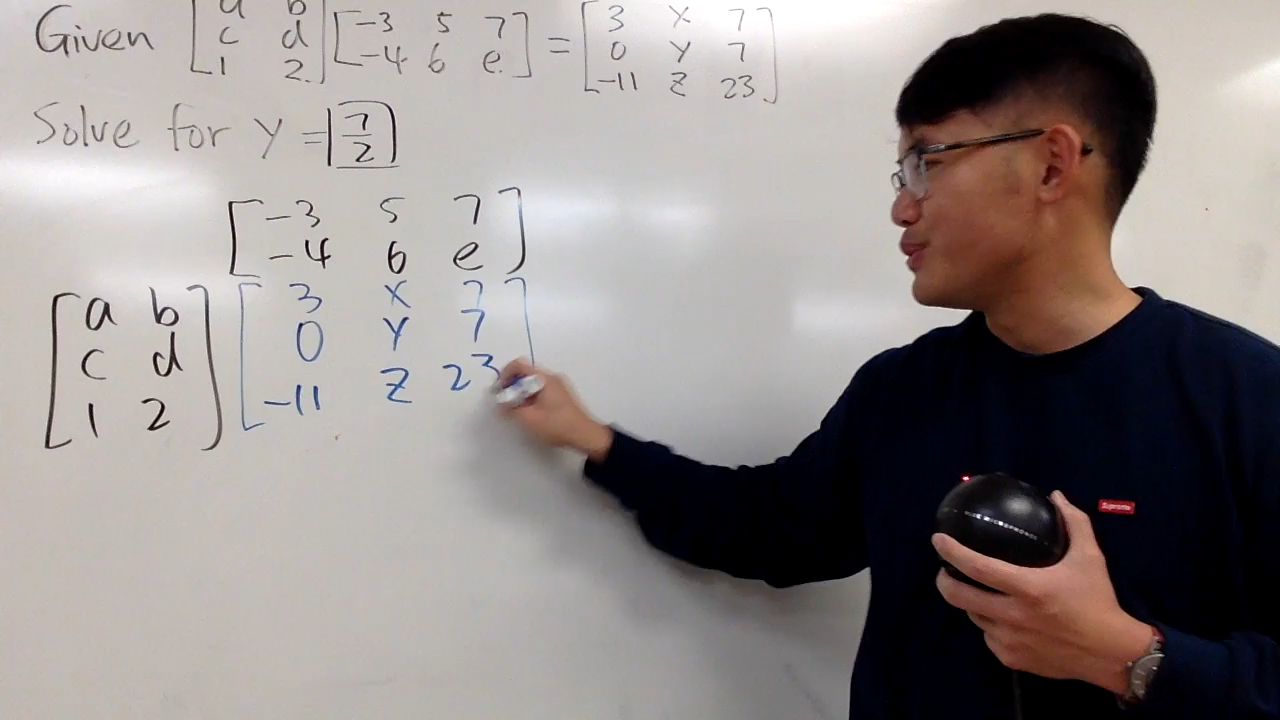 Given [a b] [-3 5 7] = [3 x 7]
[c d] [-4 6 e] [0 y 7]
[1 2] [-11 z 23]
Solve for y = 7/2
[-3 5 7]
[-4 6 e]
[a b] [3 x 7]
[c d] [0 y 7]
[1 2] [-11 z 23]
Supreme